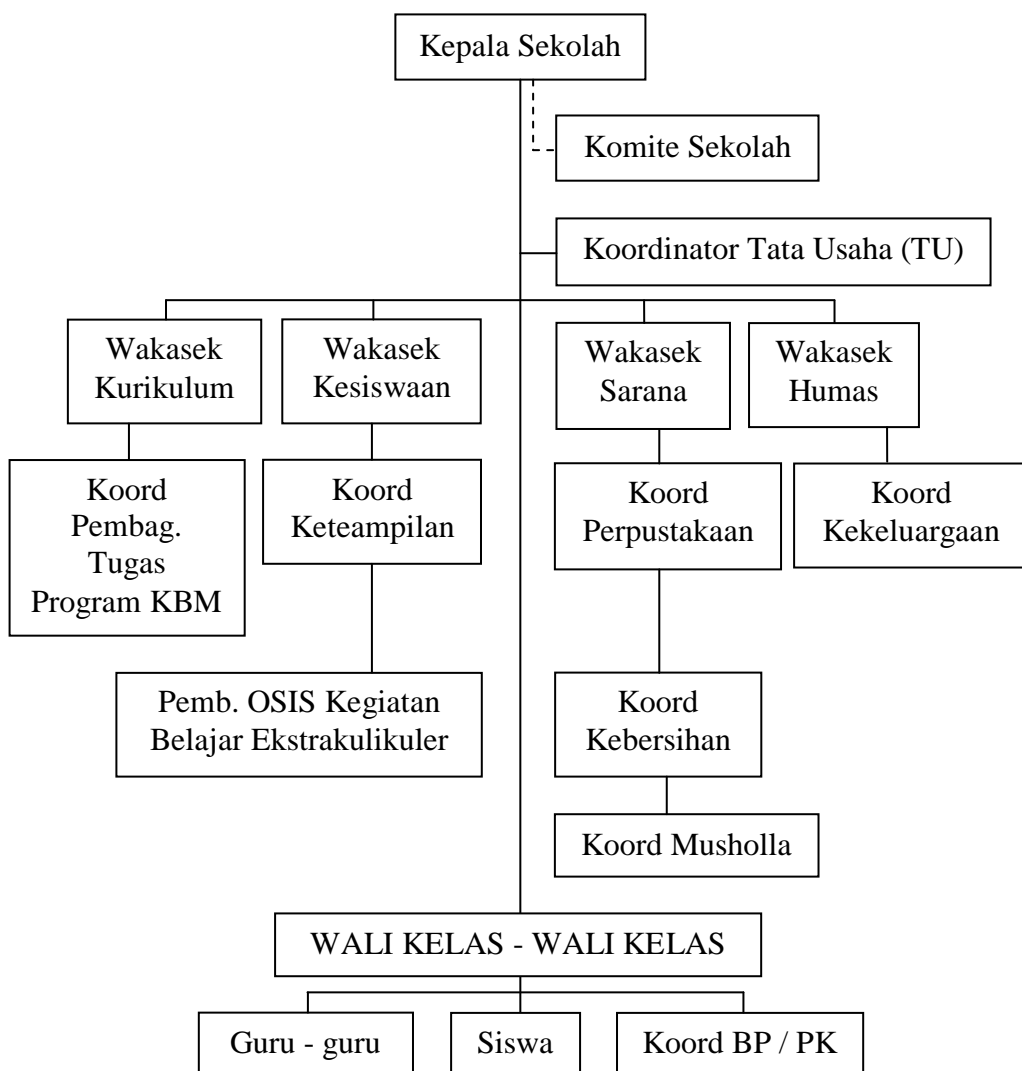 Kepala Sekolah
Komite Sekolah
Koordinator Tata Usaha (TU)
Wakasek
Kurikulum
Wakasek
Kesiswaan
Wakasek
Sarana
Wakasek
Humas
Koord
Pembag.
Tugas
Program KBM
Koord
Keteampilan
Koord
Perpustakaan
Koord
Kekeluargaan
Pemb. OSIS Kegiatan
Belajar Ekstrakulikuler
Koord
Kebersihan
Koord Musholla
WALI KELAS - WALI KELAS
Guru - guru
Siswa
Koord BP / PK